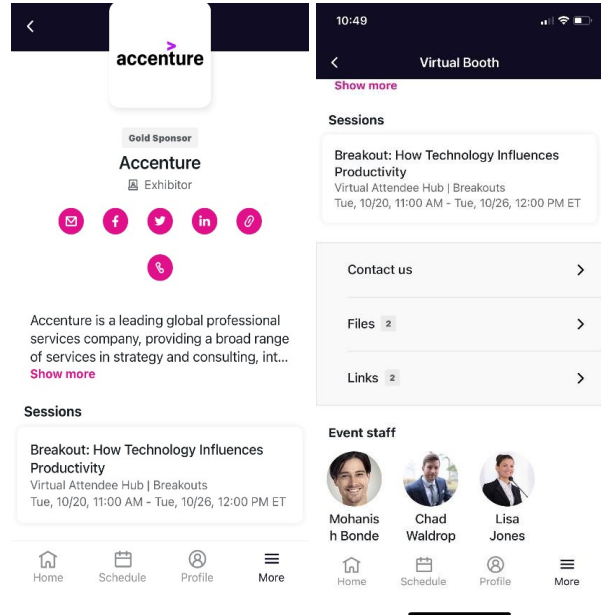 accenture
Gold Sponsor
Accenture
Exhibitor
Accenture is a leading global professional
services company, providing a broad range
of services in strategy and consulting, int...
Show more
Sessions
Breakout: How Technology Influences
Productivity
Virtual Attendee Hub | Breakouts
Tue, 10/20, 11:00 AM - Tue, 10/26, 12:00 PM ET
Home
Schedule
Profile
More
10:49
Virtual Booth
Show more
Sessions
Breakout: How Technology Influences
Productivity
Virtual Attendee Hub | Breakouts
Tue, 10/20, 11:00 AM - Tue, 10/26, 12:00 PM ET
Contact us
Files 2
Links 2
Event staff
Mohanis
h Bonde
Chad
Waldrop
Lisa
Jones
Home
Schedule
Profile
More